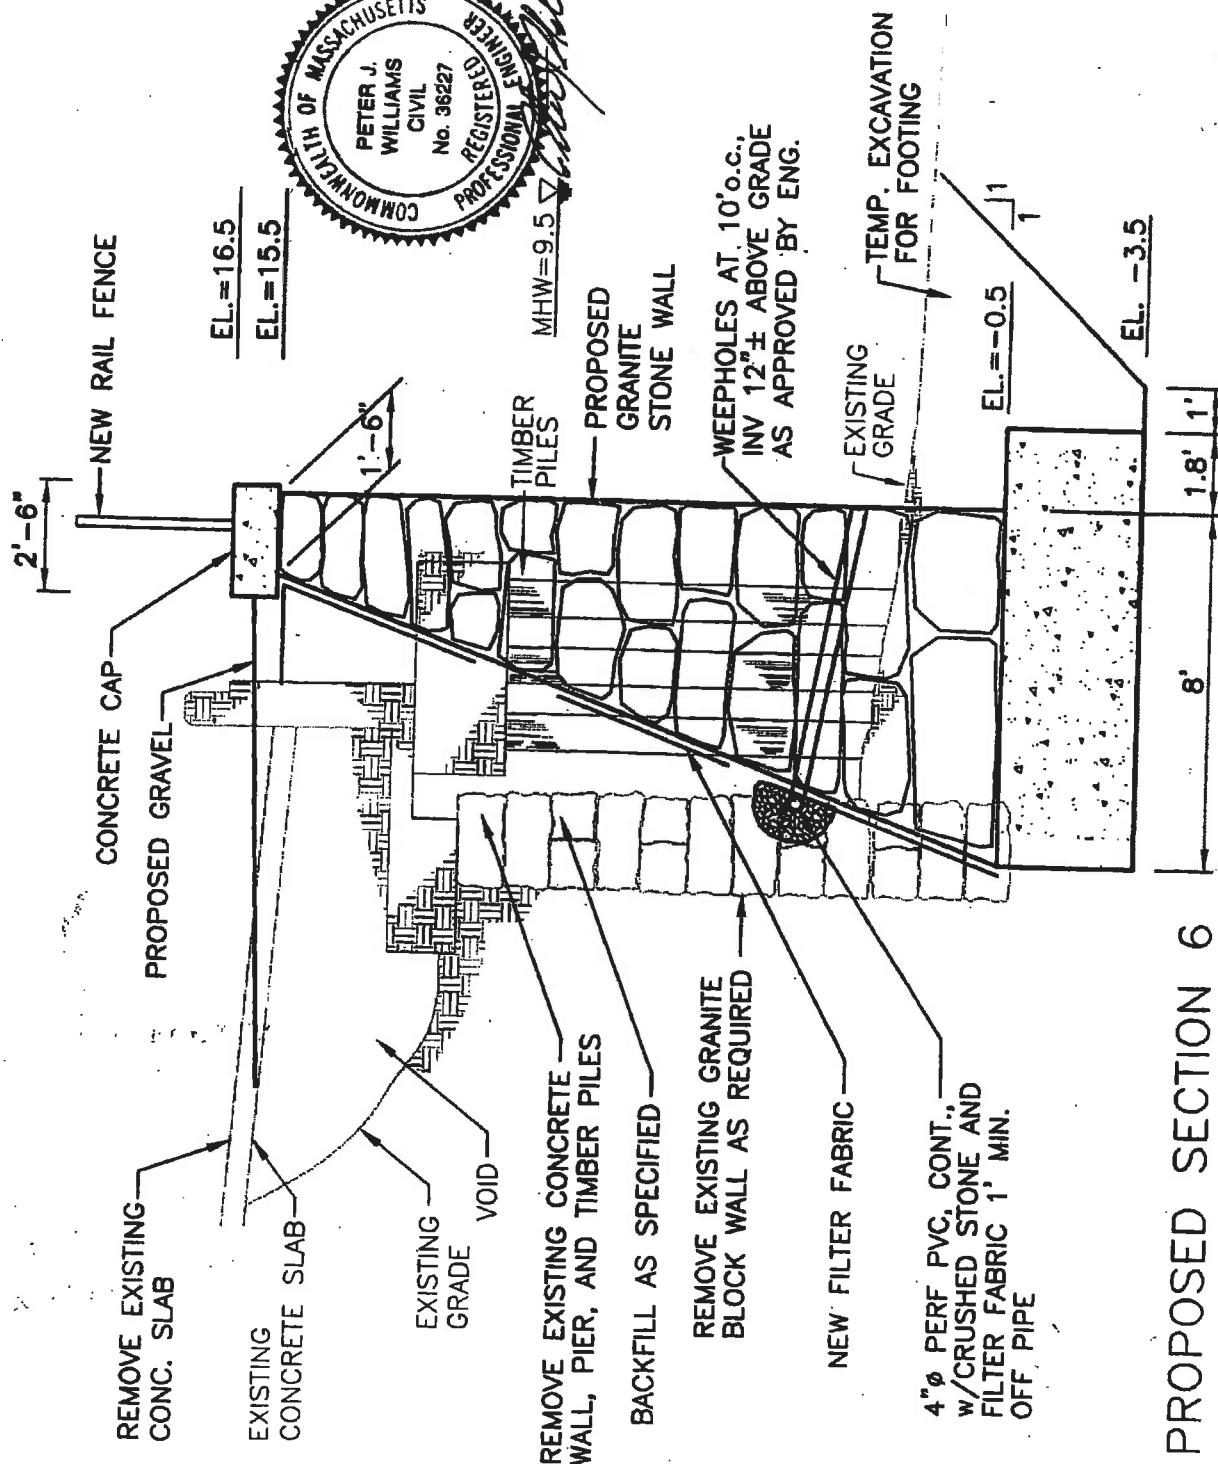 2'-6"
NEW RAIL FENCE
CONCRETE CAP
PROPOSED GRAVEL
REMOVE EXISTING
CONC. SLAB
EXISTING
CONCRETE SLAB
EXISTING
GRADE
VOID
REMOVE EXISTING CONCRETE
WALL, PIER, AND TIMBER PILES
BACKFILL AS SPECIFIED
REMOVE EXISTING GRANITE
BLOCK WALL AS REQUIRED
NEW FILTER FABRIC
4"ø PERF PVC, CONT.,
w/CRUSHED STONE AND
FILTER FABRIC 1' MIN.
OFF PIPE
EL.=16.5
EL.=15.5
1'-6"
COMMONWEALTH OF MASSACHUSETTS
PETER J.
WILLIAMS
CIVIL
No. 36227
REGISTERED
PROFESSIONAL ENGINEER
MHW=9.5
TIMBER
PILES
PROPOSED
GRANITE
STONE WALL
WEEPHOLES AT 10'o.c.,
INV 12"± ABOVE GRADE
AS APPROVED BY ENG.
EXISTING
GRADE
TEMP. EXCAVATION
FOR FOOTING
1
1
EL.=-0.5
EL. -3.5
8'
1.8'
1'
PROPOSED SECTION 6